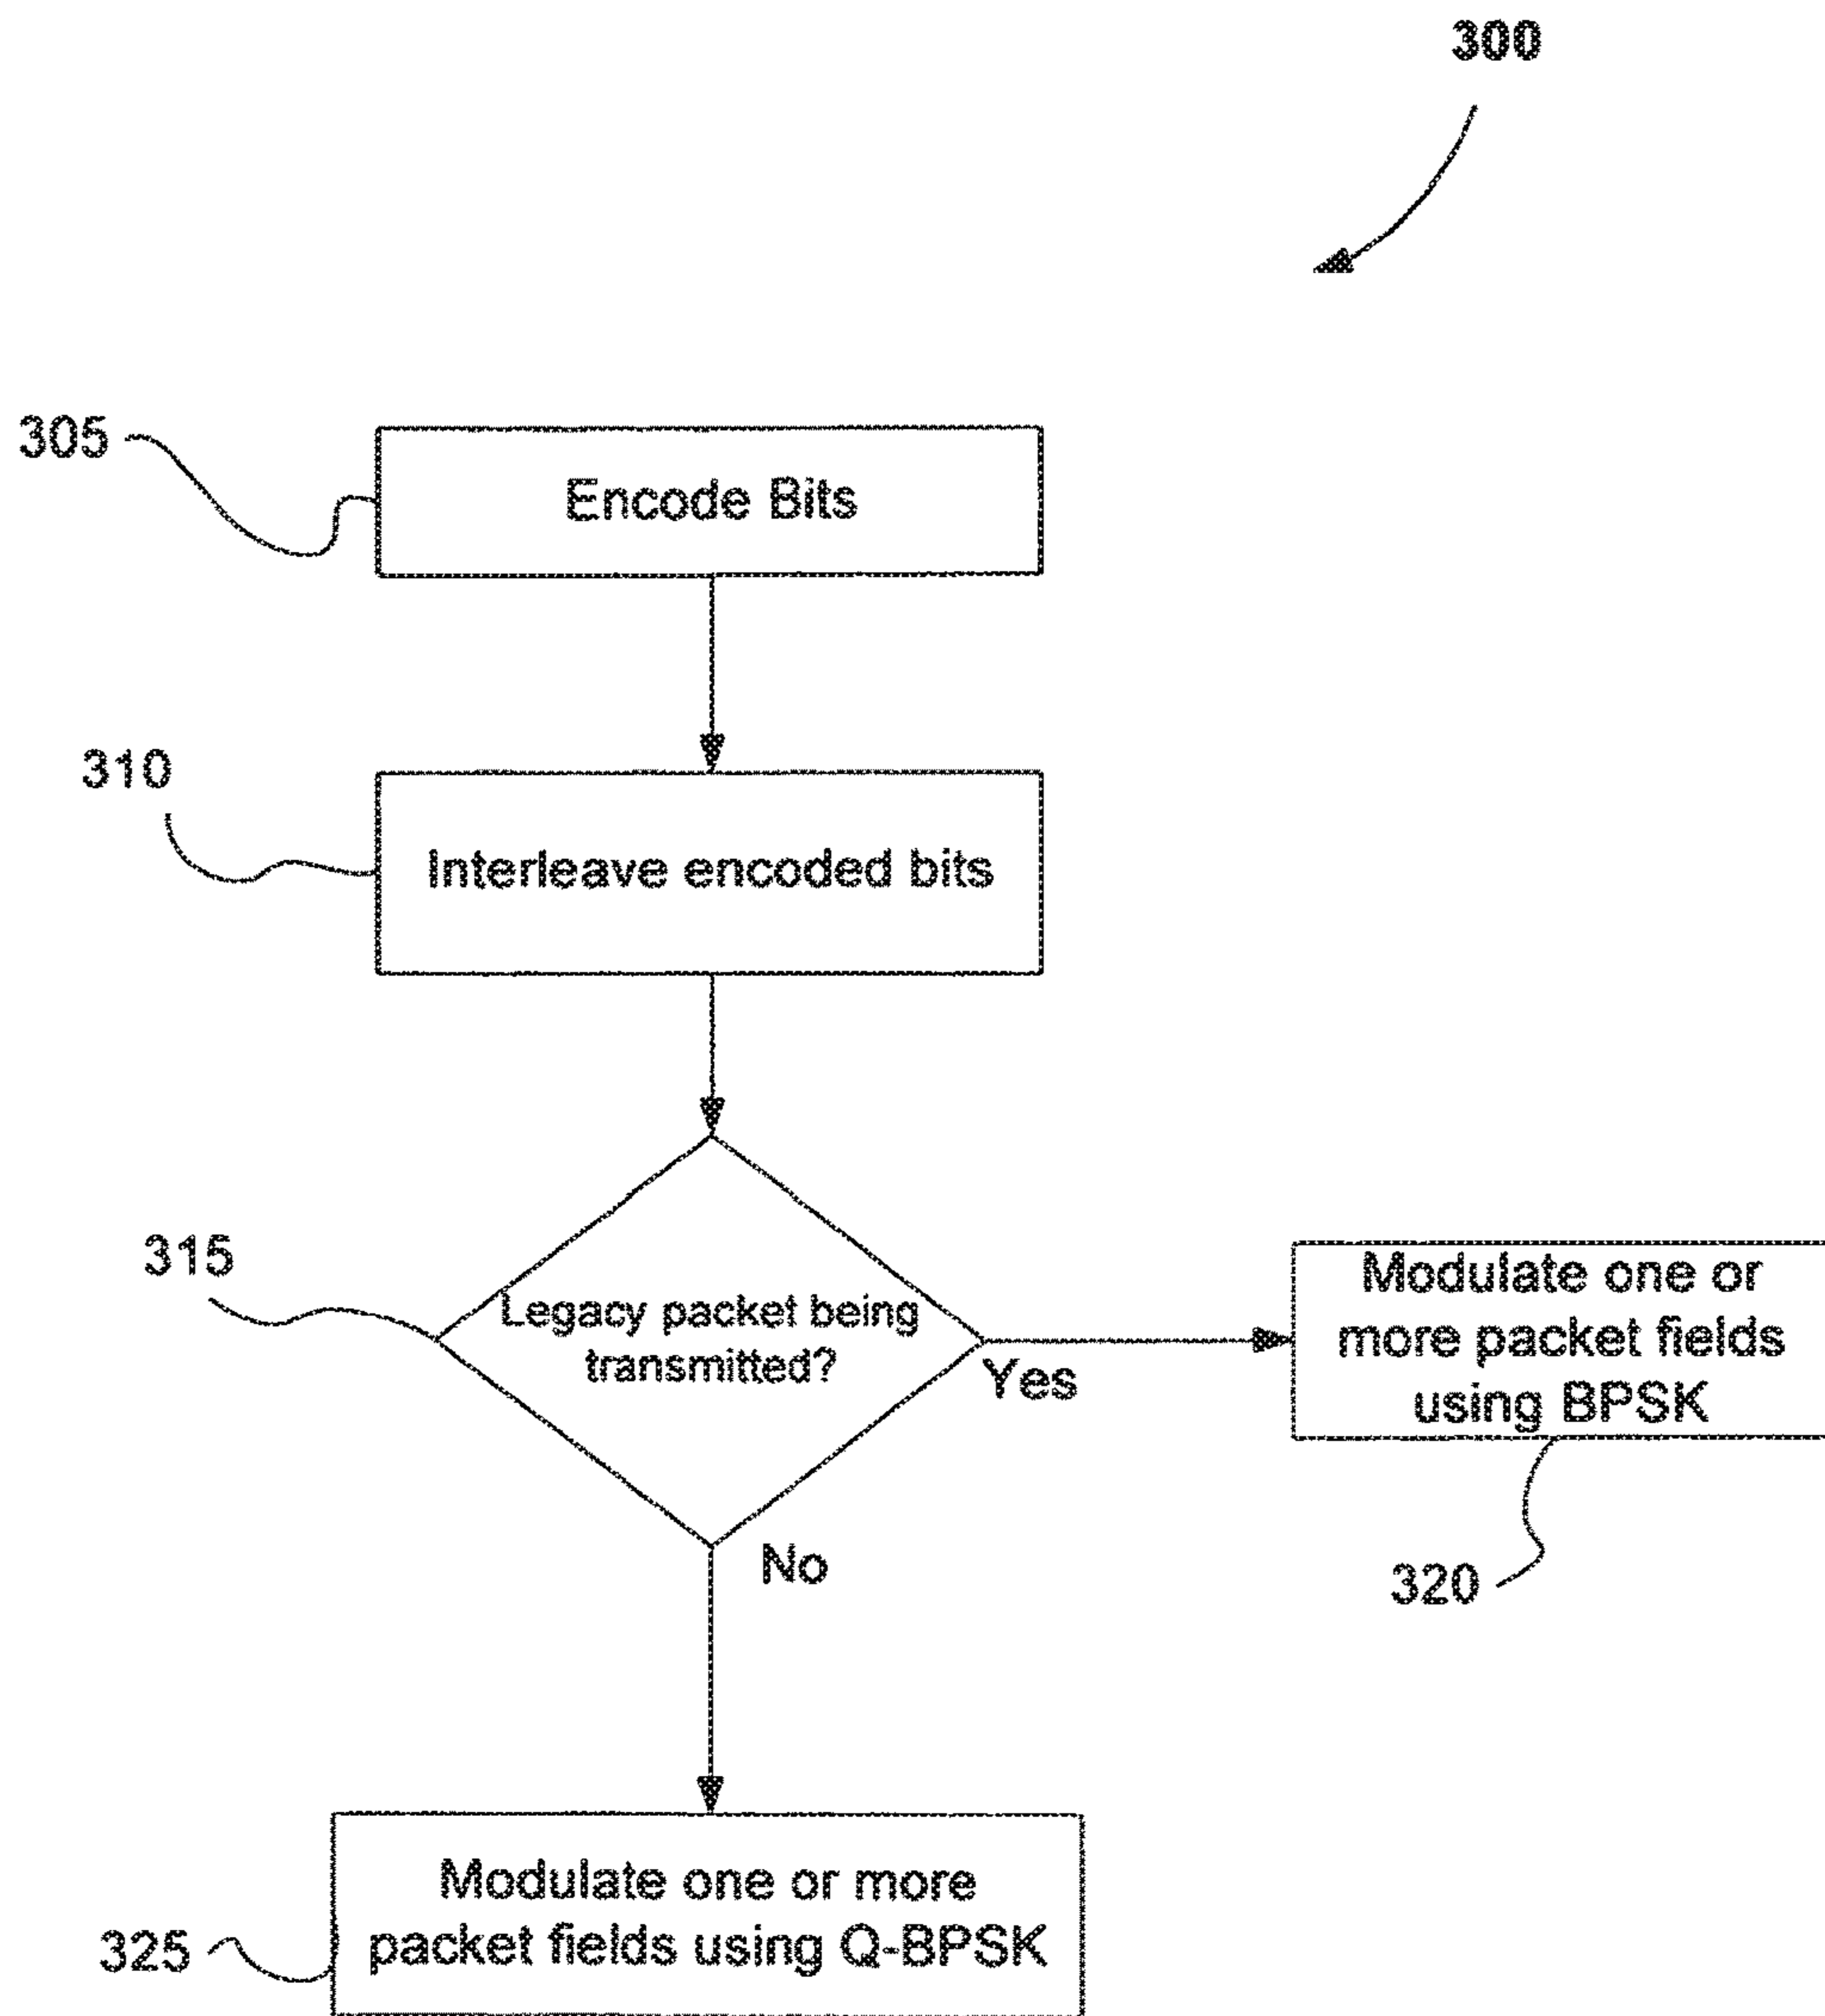 300
305
Encode Bits
310
Interleave encoded bits
315
Legacy packet being
transmitted?
Yes
Modulate one or
more packet fields
using BPSK
No
320
Modulate one or more
packet fields using Q-BPSK
325